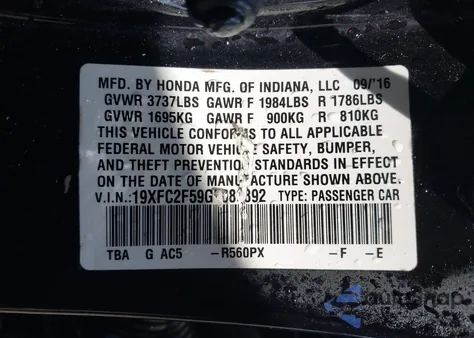 MFD. BY HONDA MFG. OF INDIANA, LLC 09/'16
GVWR 3737LBS GAWR F 1984LBS R 1786LBS
GVWR 1695KG GAWR F 900KG 810KG
THIS VEHICLE CONFORMS TO ALL APPLICABLE
FEDERAL MOTOR VEHICLE SAFETY, BUMPER,
AND THEFT PREVENTION STANDARDS IN EFFECT
ON THE DATE OF MANUFACTURE SHOWN ABOVE.
V.I.N.: TYPE: PASSENGER CAR
TBA G AC5 –R560PX –F –E